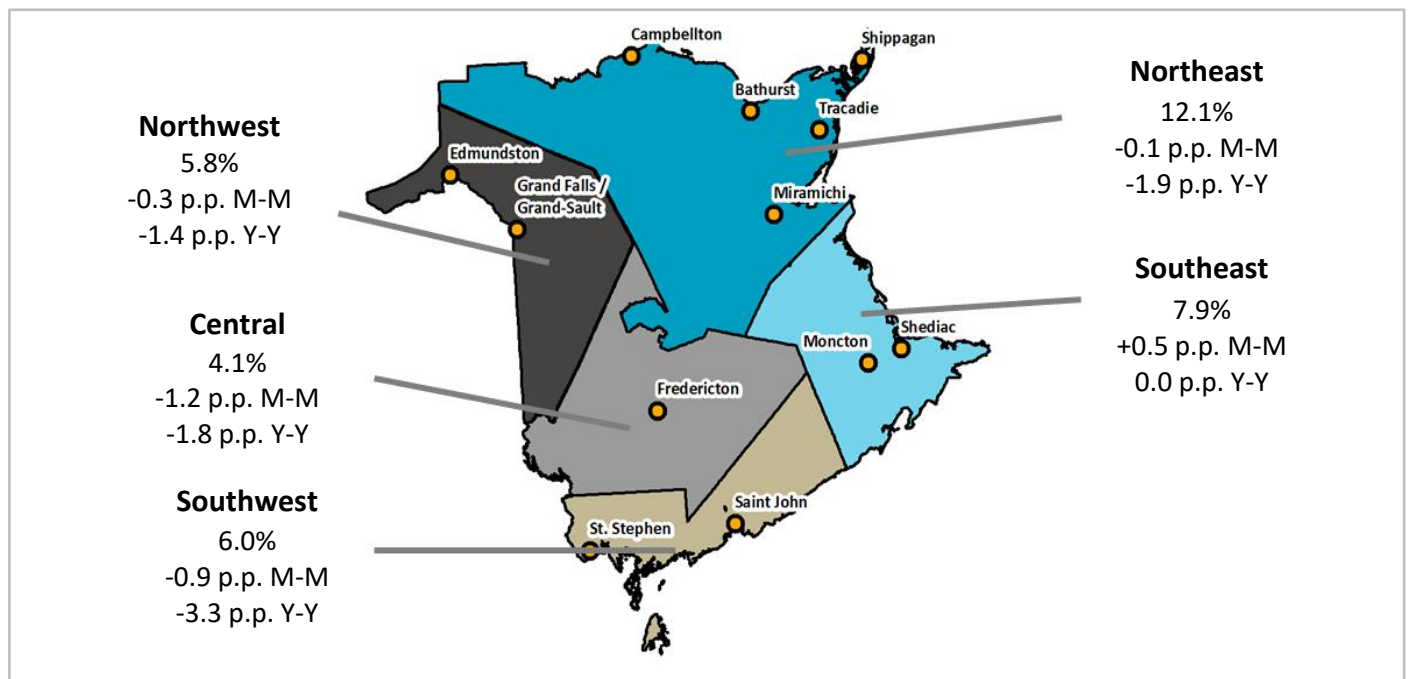 Northwest
5.8%
-0.3 p.p. M-M
-1.4 p.p. Y-Y
Central
4.1%
-1.2 p.p. M-M
-1.8 p.p. Y-Y
Southwest
6.0%
-0.9 p.p. M-M
-3.3 p.p. Y-Y
Campbellton
Shippagan
Bathurst
Tracadie
Edmundston
Grand Falls /
Grand-Sault
Miramichi
Moncton
Shediac
Fredericton
Saint John
St. Stephen
Northeast
12.1%
-0.1 p.p. M-M
-1.9 p.p. Y-Y
Southeast
7.9%
+0.5 p.p. M-M
0.0 p.p. Y-Y